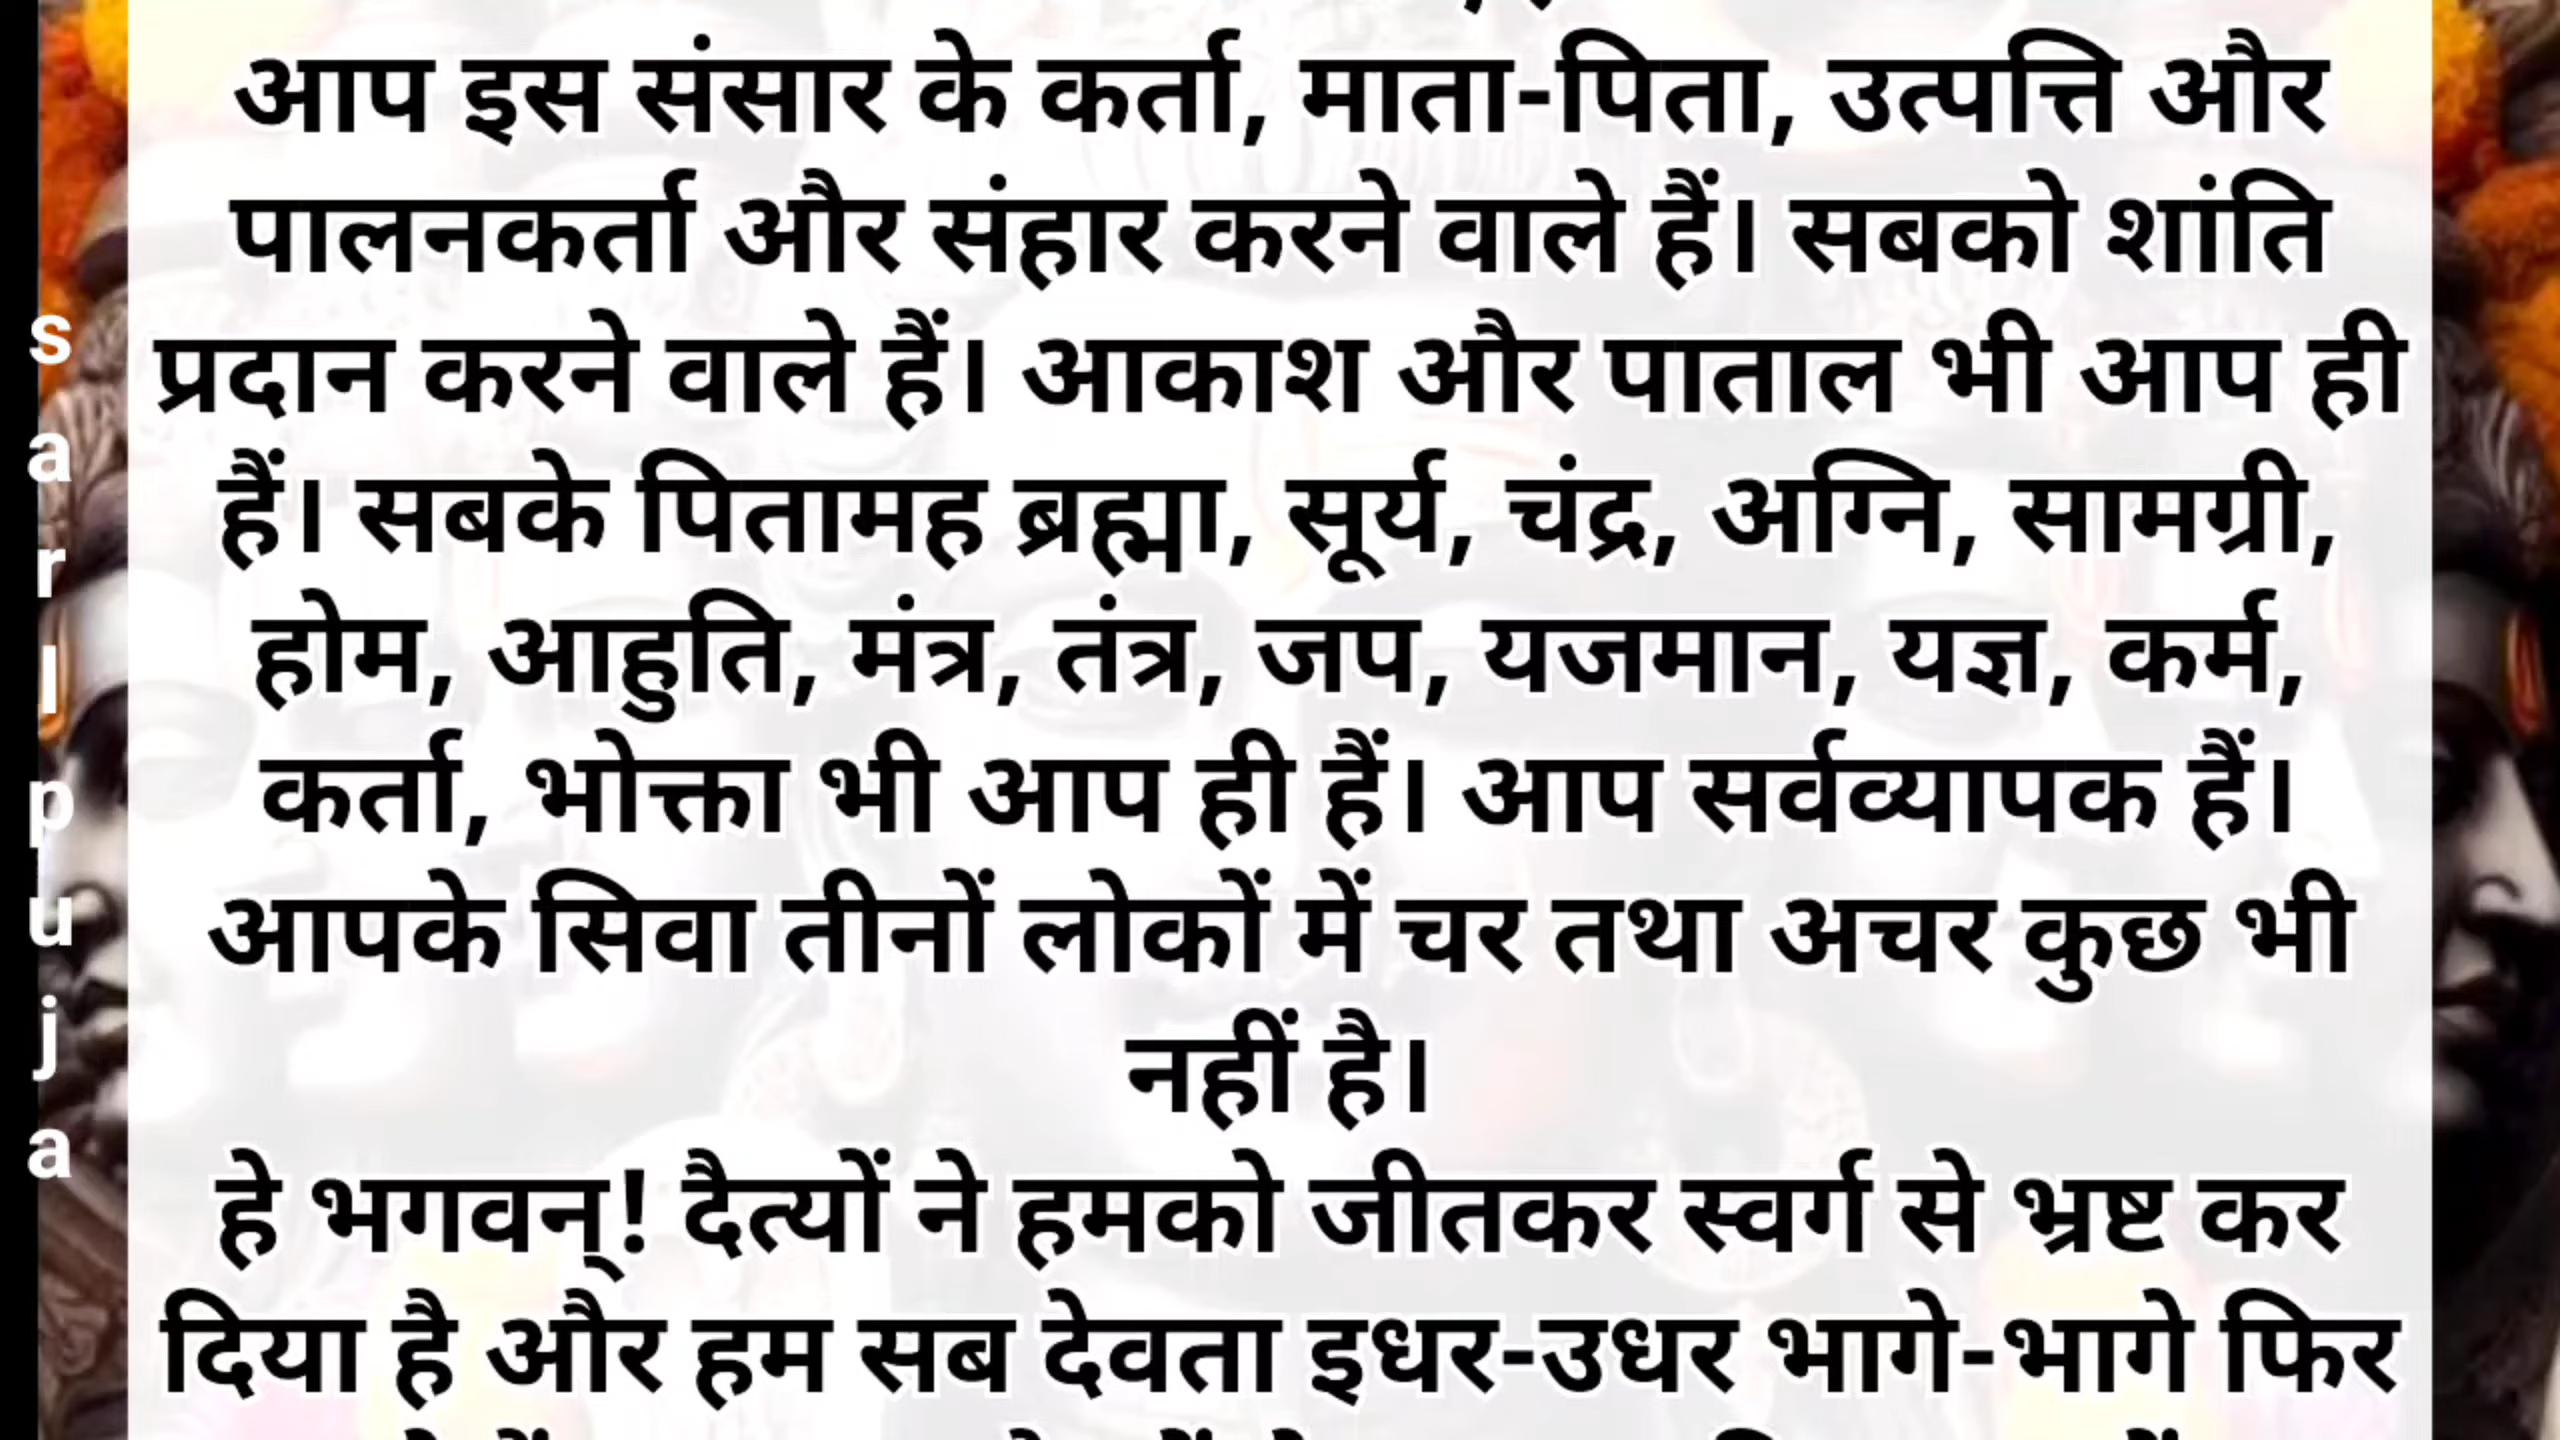 आप इस संसार के कर्ता, माता-पिता, उत्पत्ति और
पालनकर्ता और संहार करने वाले हैं। सबको शांति
प्रदान करने वाले हैं। आकाश और पाताल भी आप ही
हैं। सबके पितामह ब्रह्मा, सूर्य, चंद्र, अग्नि, सामग्री,
होम, आहुति, मंत्र, तंत्र, जप, यजमान, यज्ञ, कर्म,
कर्ता, भोक्ता भी आप ही हैं। आप सर्वव्यापक हैं।
आपके सिवा तीनों लोकों में चर तथा अचर कुछ भी
नहीं है।
हे भगवन्! दैत्यों ने हमको जीतकर स्वर्ग से भ्रष्ट कर
दिया है और हम सब देवता इधर-उधर भागे-भागे फिर
s
a
r
l
p
u
j
a